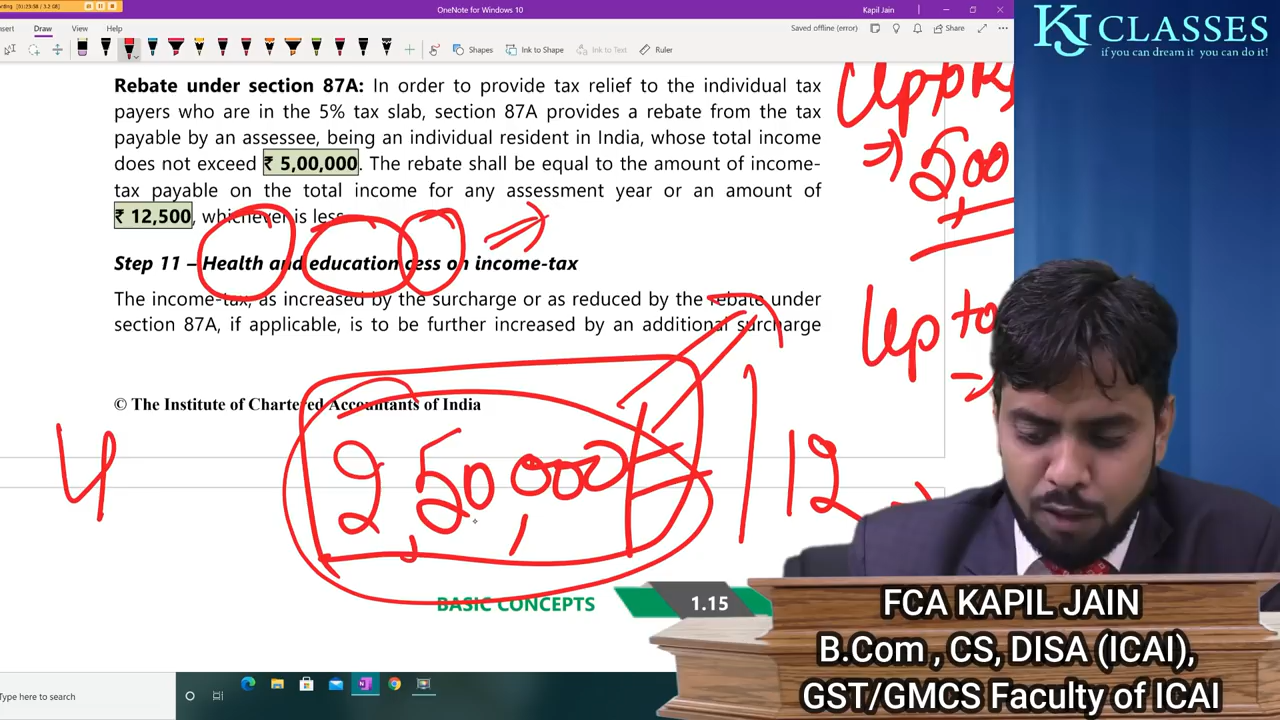 OneNote for Windows 10
Kapil Jain
Draw View Help
Saved offline (error)
Share
Shapes
Ink to Shape
Ink to Text
Ruler
KJ CLASSES
if you can dream it you can do it!
Rebate under section 87A: In order to provide tax relief to the individual tax
payers who are in the 5% tax slab, section 87A provides a rebate from the tax
payable by an assessee, being an individual resident in India, whose total income
does not exceed ₹ 5,00,000. The rebate shall be equal to the amount of income-
tax payable on the total income for any assessment year or an amount of
₹ 12,500, whichever is less.
500
Step 11 – Health and education cess on income-tax
The income-tax, as increased by the surcharge or as reduced by the rebate under
section 87A, if applicable, is to be further increased by an additional surcharge
Up to
© The Institute of Chartered Accountants of India
4
2,50,000
12
BASIC CONCEPTS
1.15
FCA KAPIL JAIN
B.Com , CS, DISA (ICAI),
GST/GMCS Faculty of ICAI
Type here to search